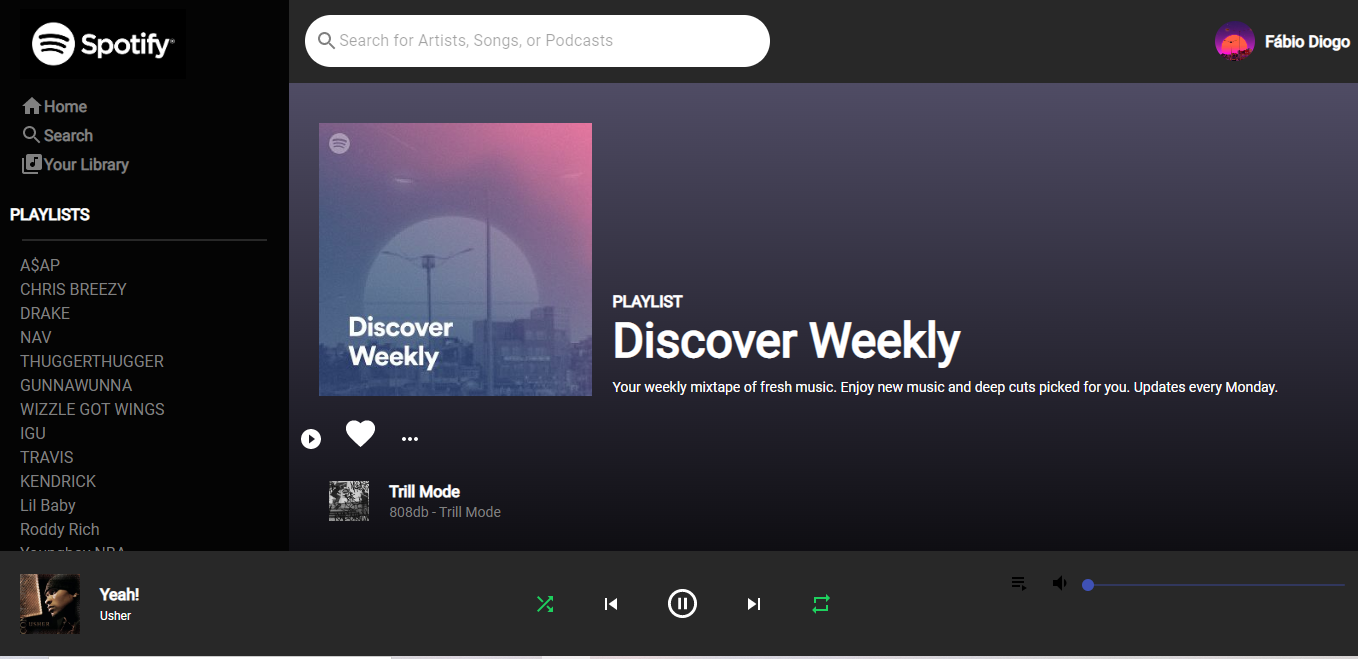 Spotify
Search for Artists, Songs, or Podcasts
Fábio Diogo
Home
Search
Your Library
PLAYLISTS
A$AP
CHRIS BREEZY
DRAKE
NAV
THUGGERTHUGGER
GUNNAWUNNA
WIZZLE GOT WINGS
IGU
TRAVIS
KENDRICK
Lil Baby
Roddy Rich
Youngboy NBA
Discover
Weekly
PLAYLIST
Discover Weekly
Your weekly mixtape of fresh music. Enjoy new music and deep cuts picked for you. Updates every Monday.
Trill Mode
808db - Trill Mode
USHER
Yeah!
Usher